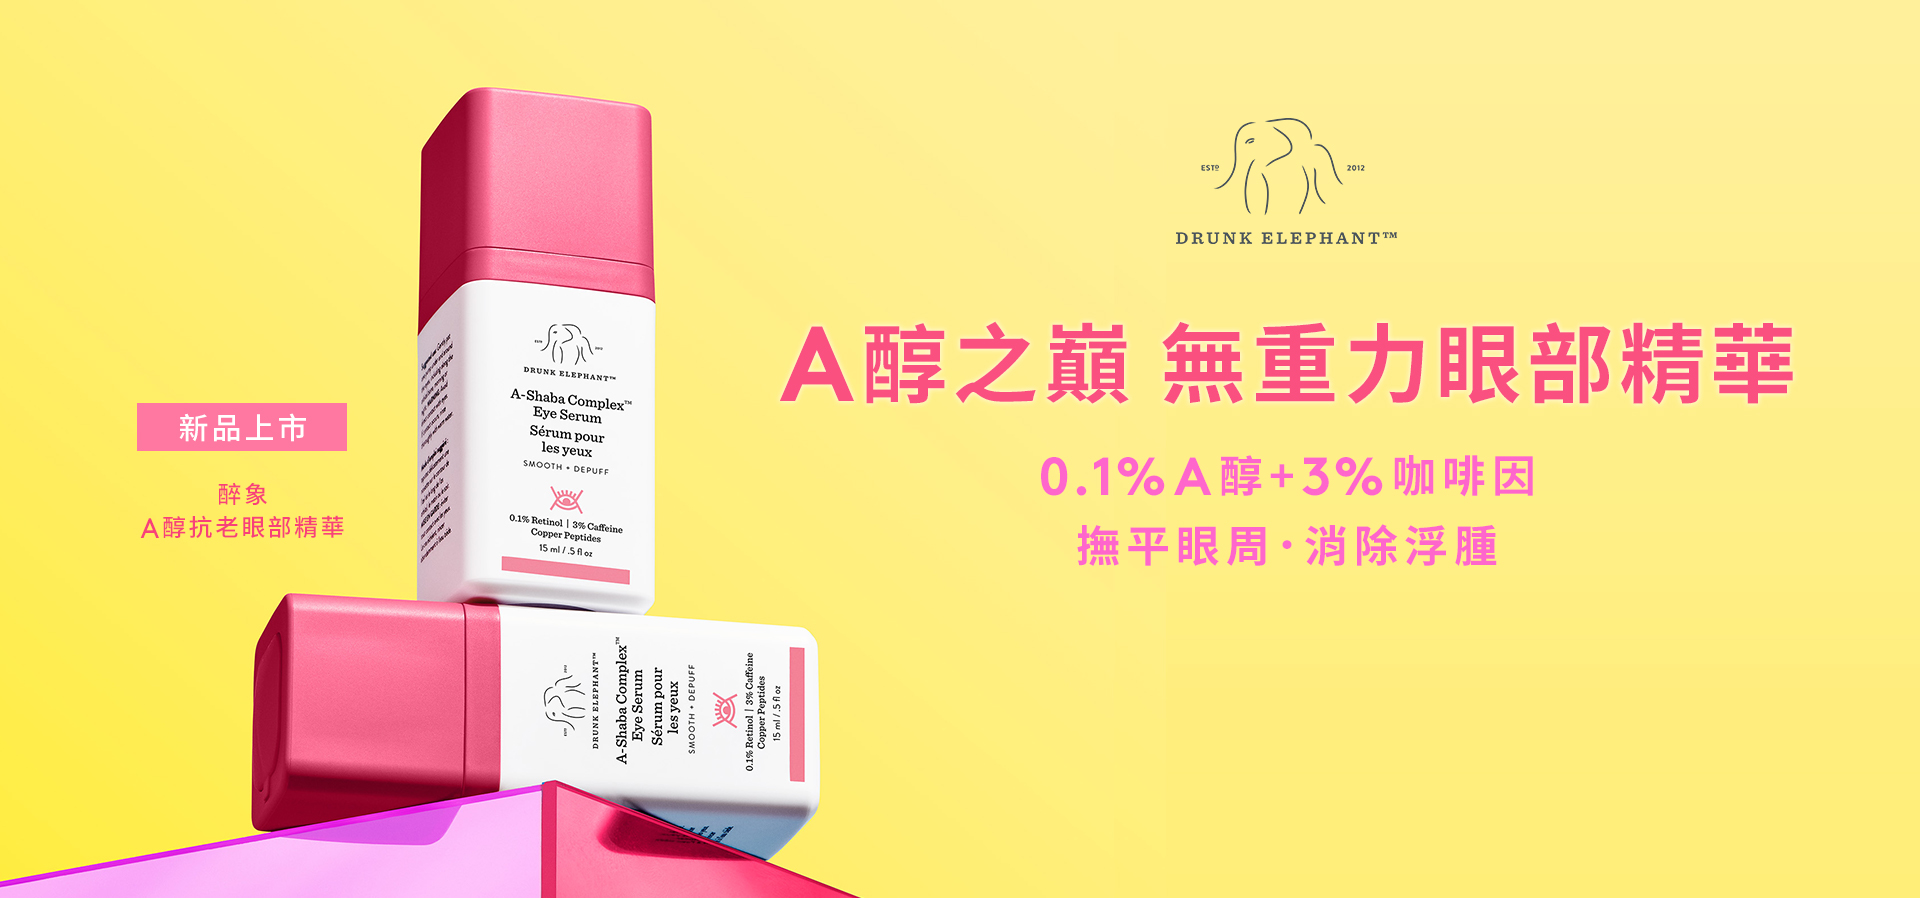 ESTD
2012
DRUNK ELEPHANT™
A醇之巔 無重力眼部精華
0.1% A醇+3%咖啡因
撫平眼周·消除浮腫
新品上市
醉象
A醇抗老眼部精華
DRUNK ELEPHANT™
A-Shaba Complex™
Eye Serum
Sérum pour
les yeux
SMOOTH + DEPUFF
0.1% Retinol | 3% Caffeine
Copper Peptides
15 ml / .5 fl oz
DRUNK ELEPHANT™
A-Shaba Complex™
Eye Serum
Sérum pour
les yeux
SMOOTH + DEPUFF
0.1% Retinol | 3% Caffeine
Copper Peptides
15 ml / .5 fl oz